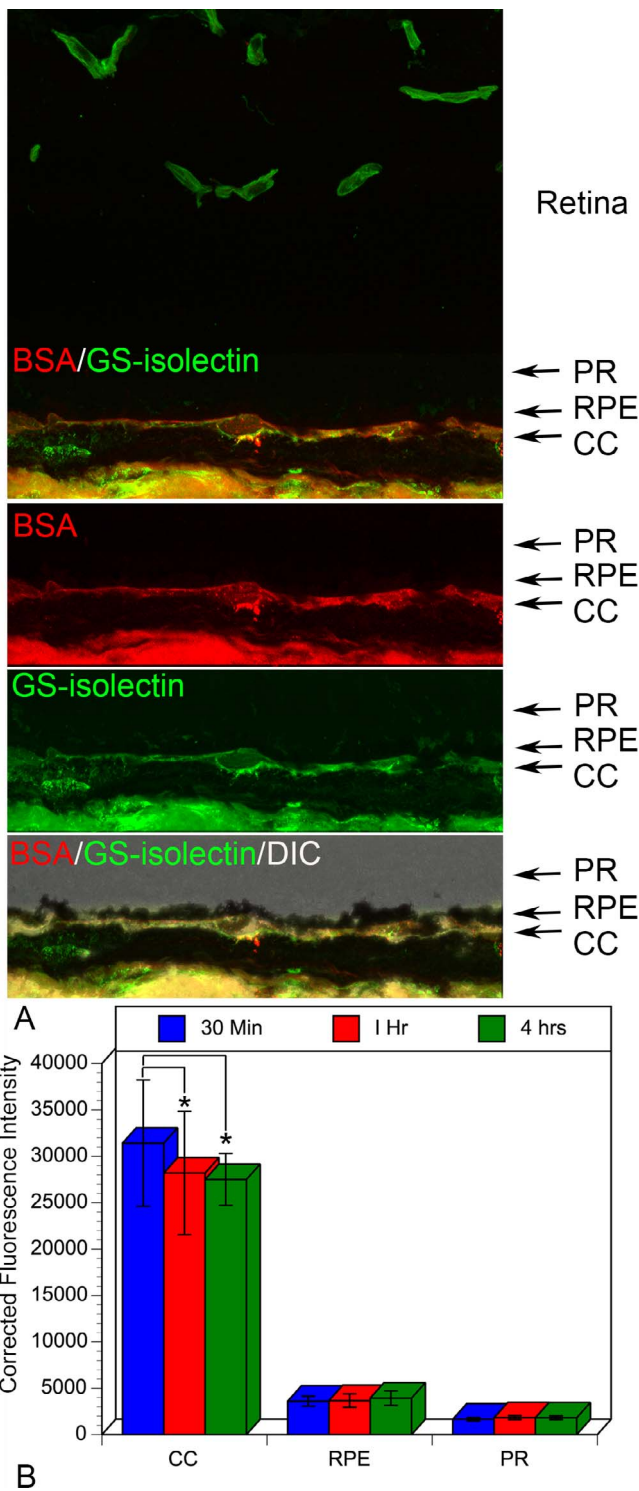 Retina
BSA/GS-isolectin
PR
RPE
CC
BSA
PR
RPE
CC
GS-isolectin
PR
RPE
CC
BSA/GS-isolectin/DIC
PR
RPE
CC
A
30 Min
I Hr
4 hrs
Corrected Fluorescence Intensity
40000
35000
30000
25000
20000
15000
10000
5000
0
*
*
CC
RPE
PR
B